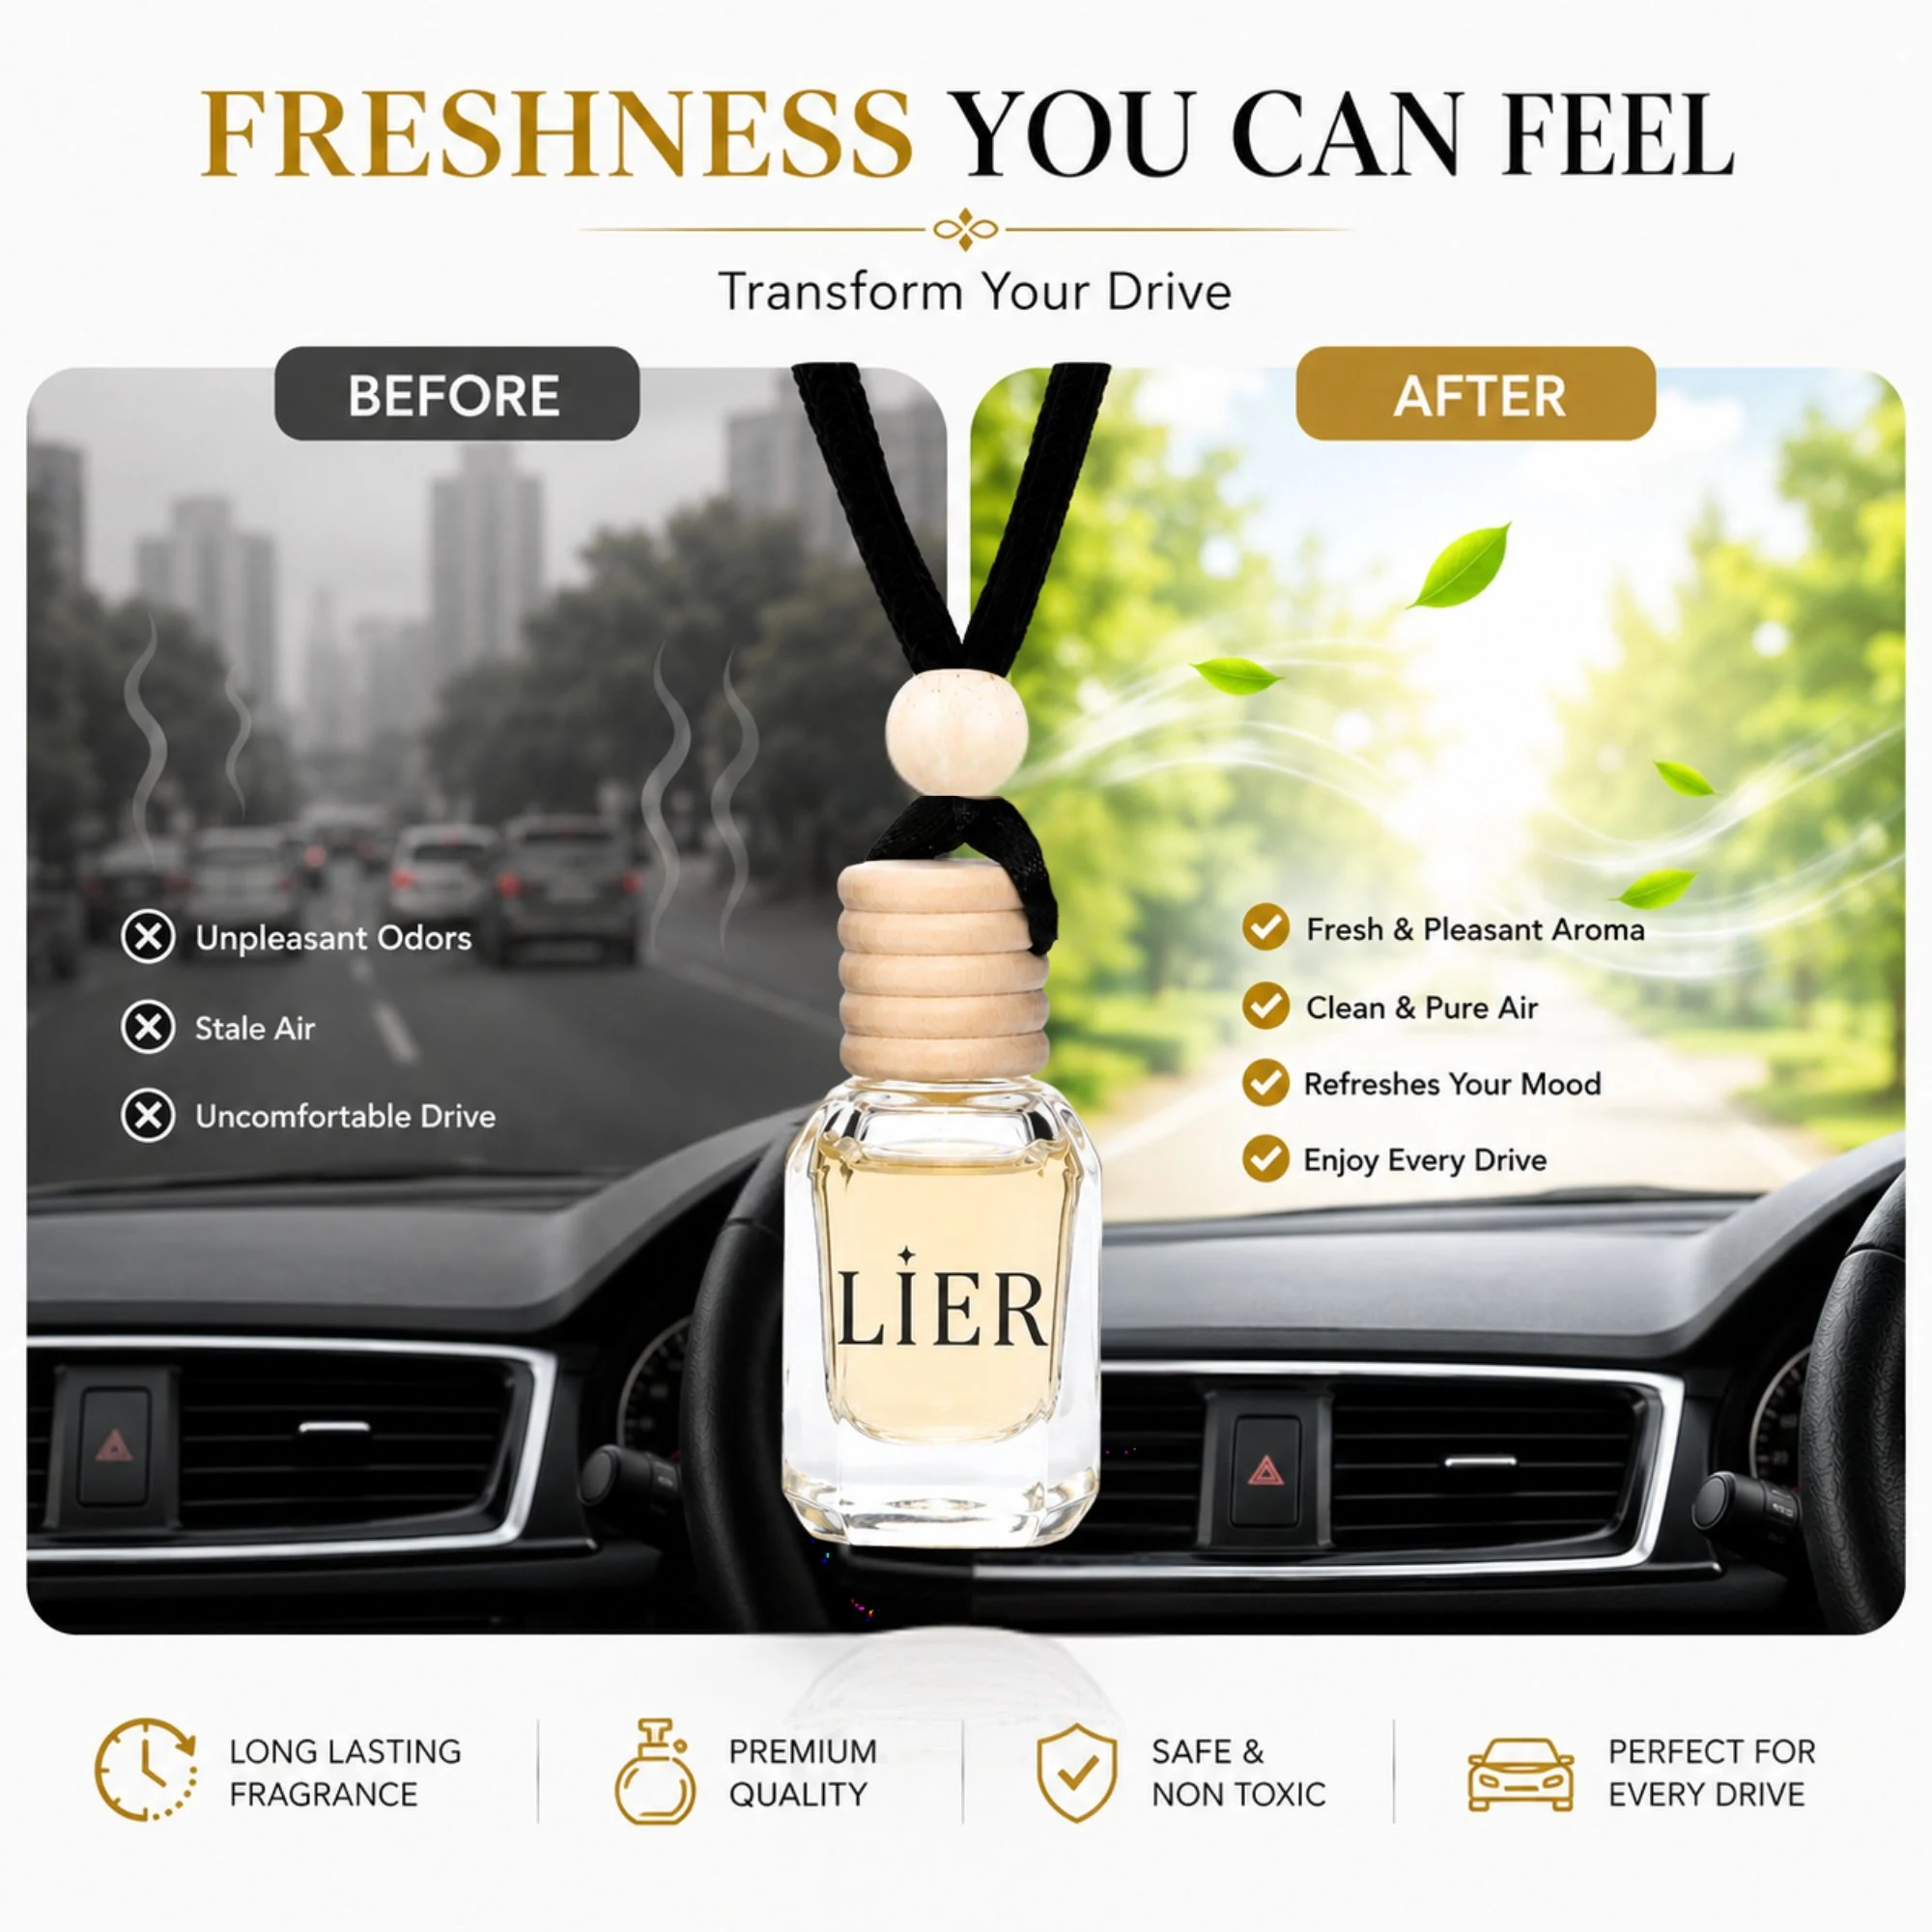 FRESHNESS YOU CAN FEEL
Transform Your Drive
BEFORE
Unpleasant Odors
Stale Air
Uncomfortable Drive
AFTER
Fresh & Pleasant Aroma
Clean & Pure Air
Refreshes Your Mood
Enjoy Every Drive
LİER
LONG LASTING
FRAGRANCE
PREMIUM
QUALITY
SAFE &
NON TOXIC
PERFECT FOR
EVERY DRIVE